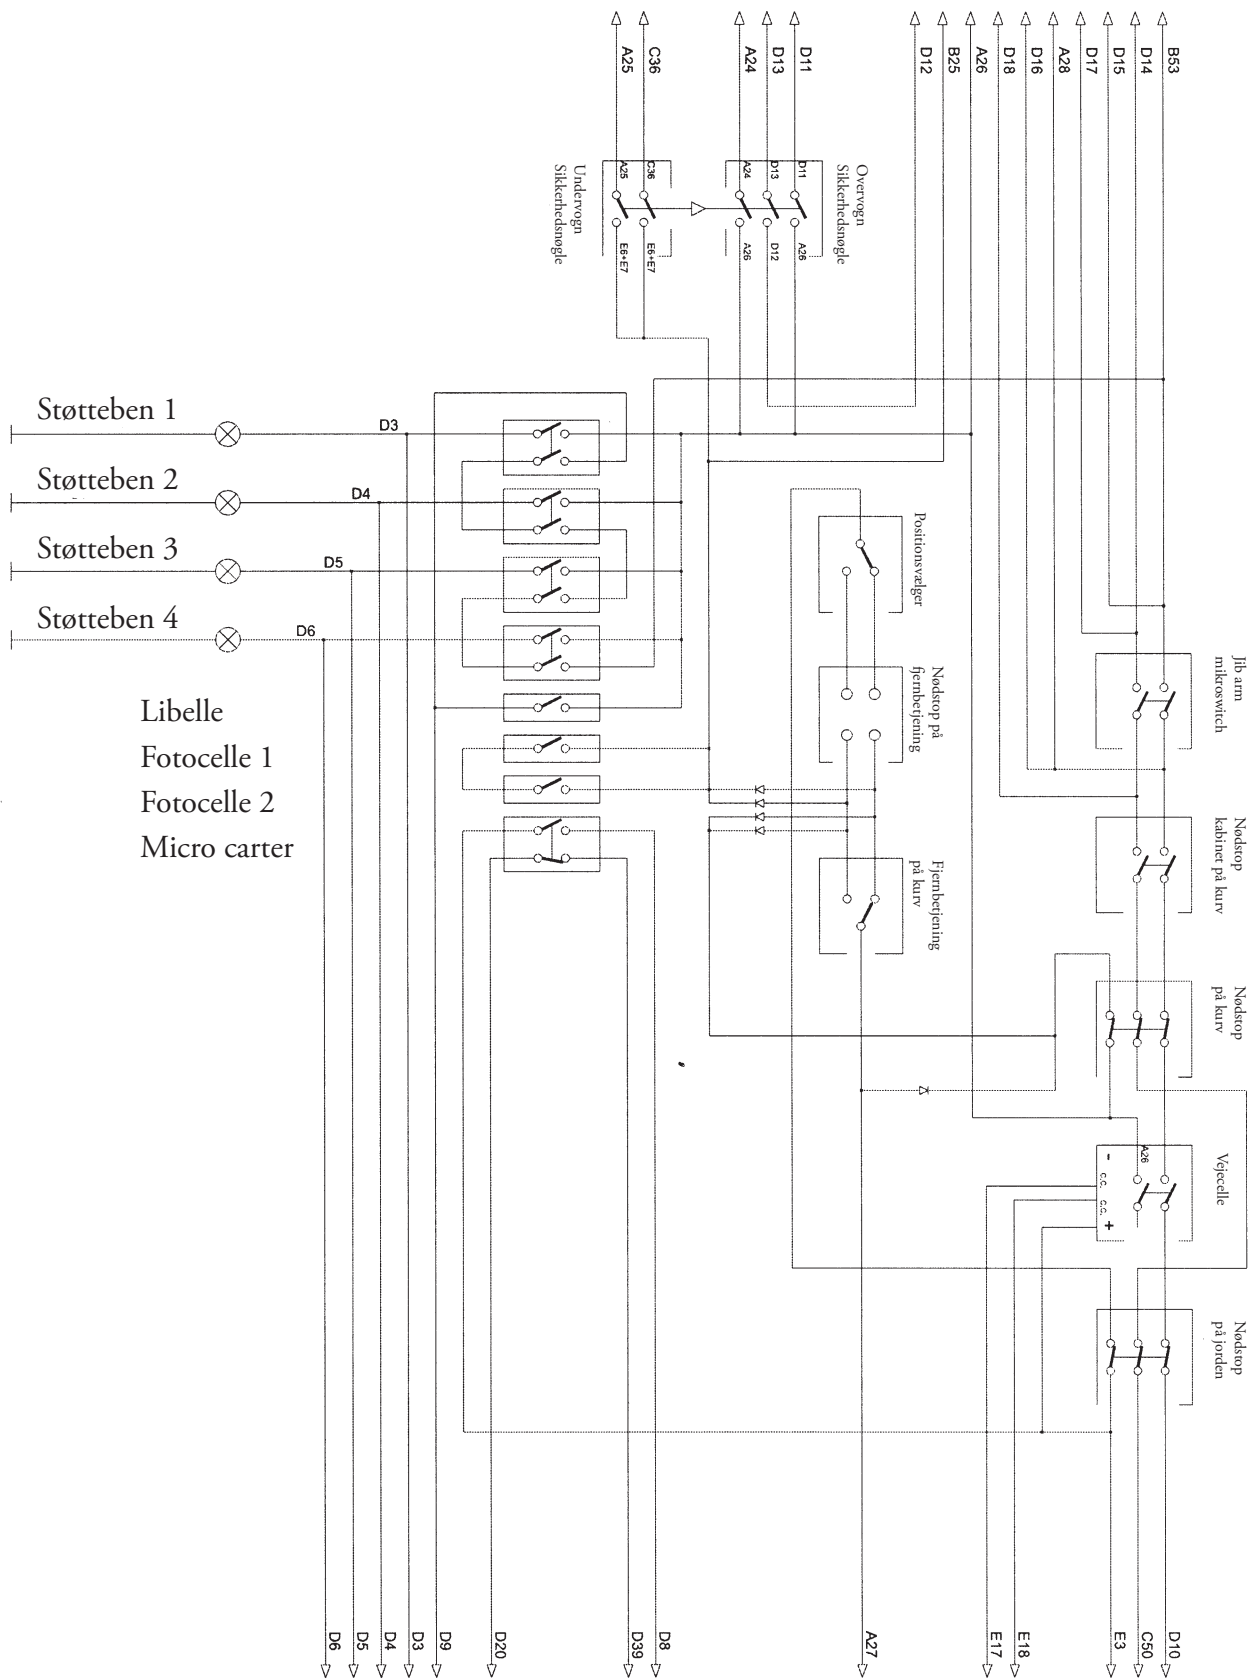 A25
C36
A24
D13
D11
D12
B25
A26
D18
D16
A28
D17
D15
D14
B53
Undervogn
Sikkerhedsnøgle
A25
C36
E6+E7
E6+E7
Overvogn
Sikkerhedsnøgle
A24
D13
D11
A26
D12
A26
Støtteben 1
D3
Støtteben 2
D4
Støtteben 3
D5
Støtteben 4
D6
Libelle
Fotocelle 1
Fotocelle 2
Micro carter
Positionsvælger
Nødstop på
fjernbetjening
Fjernbetjening
på kurv
Jib arm
mikroswitch
Nødstop
kabinet på kurv
Nødstop
på kurv
Vejecelle
A26
-
c.c.
c.c.
+
Nødstop
på jorden
D6
D5
D4
D3
D9
D20
D39
D8
A27
E17
E18
E3
C50
D10